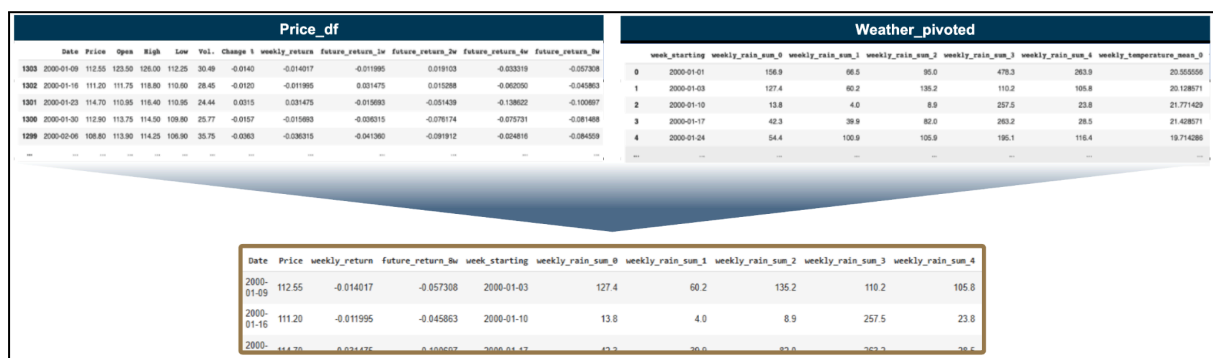 Price_df
Date Price Open High Low Vol. Change % weekly_return future_return_1w future_return_2w future_return_4w future_return_8w
1303 2000-01-09 112.55 123.50 126.00 112.25 30.49 -0.0140 -0.014017 -0.011995 0.019103 -0.033319 -0.057308
1302 2000-01-16 111.20 111.75 118.80 110.60 28.45 -0.0120 -0.011995 0.031475 0.015288 -0.062050 -0.045863
1301 2000-01-23 114.70 110.95 116.40 110.95 24.44 0.0315 0.031475 -0.015693 -0.051439 -0.138622 -0.100697
1300 2000-01-30 112.90 113.75 114.50 109.80 25.77 -0.0157 -0.015693 -0.036315 -0.076174 -0.075731 -0.081488
1299 2000-02-06 108.80 113.90 114.25 106.90 35.75 -0.0363 -0.036315 -0.041360 -0.091912 -0.024816 -0.084559
... ... ... ... ... ... ... ... ... ... ... ... ...
Weather_pivoted
week_starting weekly_rain_sum_0 weekly_rain_sum_1 weekly_rain_sum_2 weekly_rain_sum_3 weekly_rain_sum_4 weekly_temperature_mean_0
0 2000-01-01 156.9 66.5 95.0 478.3 263.9 20.555556
1 2000-01-03 127.4 60.2 135.2 110.2 105.8 20.128571
2 2000-01-10 13.8 4.0 8.9 257.5 23.8 21.771429
3 2000-01-17 42.3 39.9 82.0 263.2 28.5 21.428571
4 2000-01-24 54.4 100.9 105.9 195.1 116.4 19.714286
... ... ... ... ... ... ... ...
Date Price weekly_return future_return_8w week_starting weekly_rain_sum_0 weekly_rain_sum_1 weekly_rain_sum_2 weekly_rain_sum_3 weekly_rain_sum_4
2000-
01-09 112.55 -0.014017 -0.057308 2000-01-03 127.4 60.2 135.2 110.2 105.8
2000-
01-16 111.20 -0.011995 -0.045863 2000-01-10 13.8 4.0 8.9 257.5 23.8
2000-